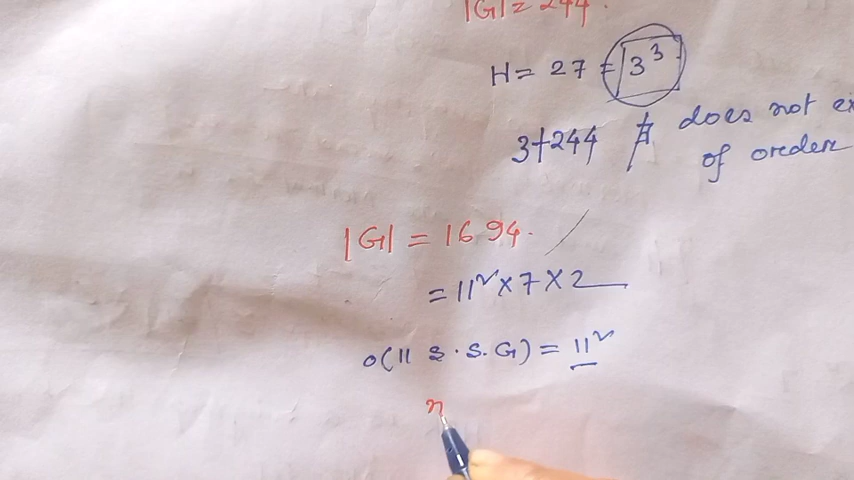 |G| = 244.
H = 27 = 3³
3∤244 ∄ does not
of order
|G| = 1694.
= 11² × 7 × 2
o(11 S.S.G) = 11²
n